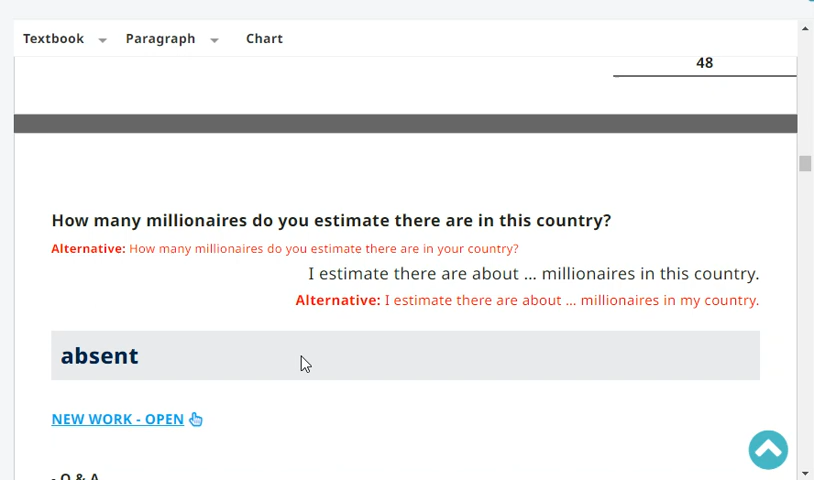 Textbook Paragraph Chart
48
How many millionaires do you estimate there are in this country?
Alternative: How many millionaires do you estimate there are in your country?
I estimate there are about ... millionaires in this country.
Alternative: I estimate there are about ... millionaires in my country.
absent
NEW WORK - OPEN
- Q & A